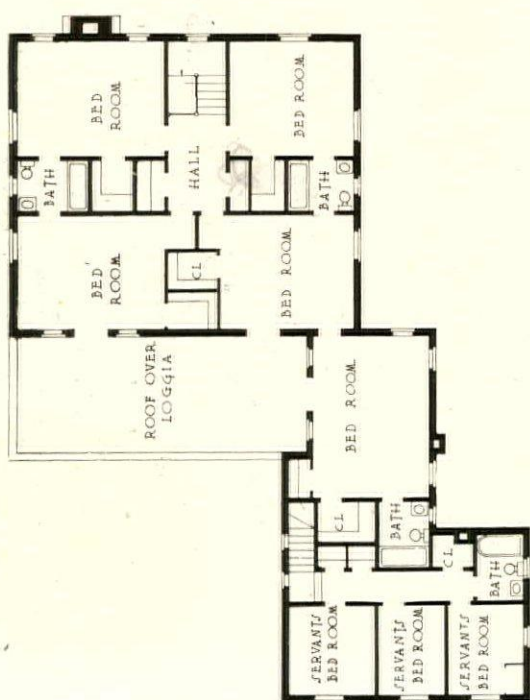 BED
ROOM
BED ROOM
HALL
BATH
BATH
BED
ROOM
CL
BED ROOM
ROOF OVER
LOGGIA
BED ROOM
CL
BATH
CL
BATH
SERVANTS
BED ROOM
SERVANTS
BED ROOM
SERVANTS
BED ROOM